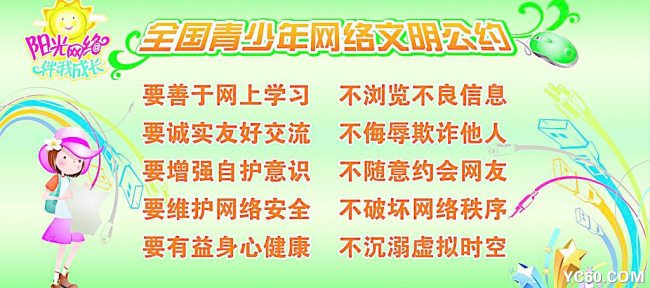 阳光网络
伴我成长
全国青少年网络文明公约
要善于网上学习 不浏览不良信息
要诚实友好交流 不侮辱欺诈他人
要增强自护意识 不随意约会网友
要维护网络安全 不破坏网络秩序
要有益身心健康 不沉溺虚拟时空
YC60.COM